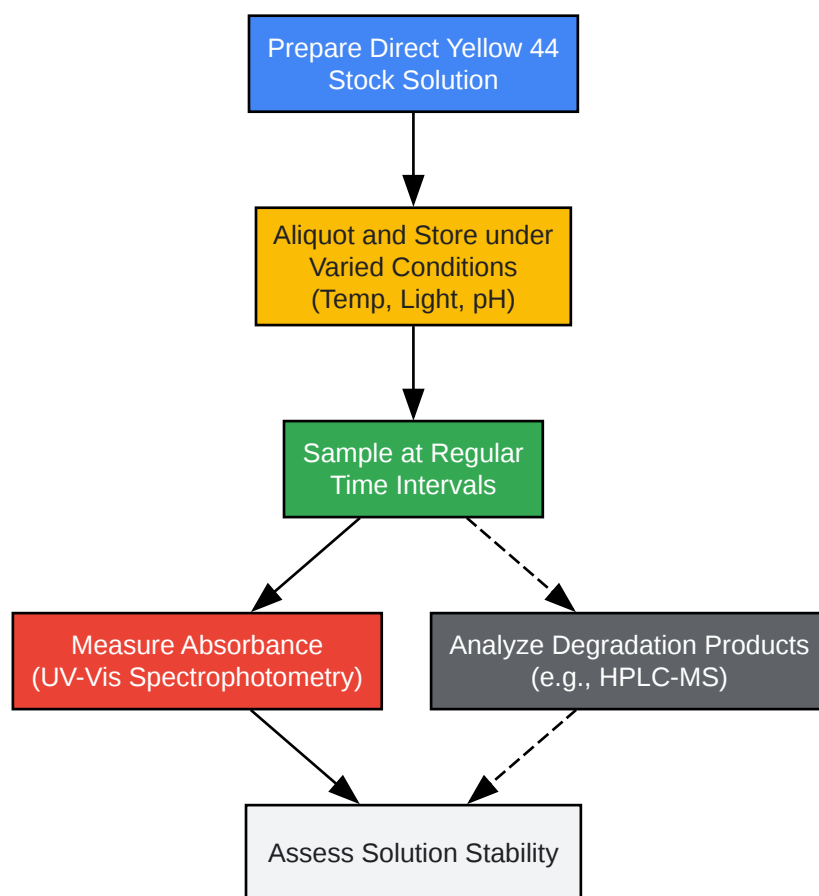 Prepare Direct Yellow 44
Stock Solution
Aliquot and Store under
Varied Conditions
(Temp, Light, pH)
Sample at Regular
Time Intervals
Measure Absorbance
(UV-Vis Spectrophotometry)
Analyze Degradation Products
(e.g., HPLC-MS)
Assess Solution Stability